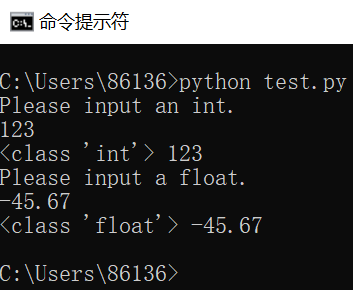 命令提示符
C:\Users\86136>python test.py
Please input an int.
123
<class 'int'> 123
Please input a float.
-45.67
<class 'float'> -45.67
C:\Users\86136>